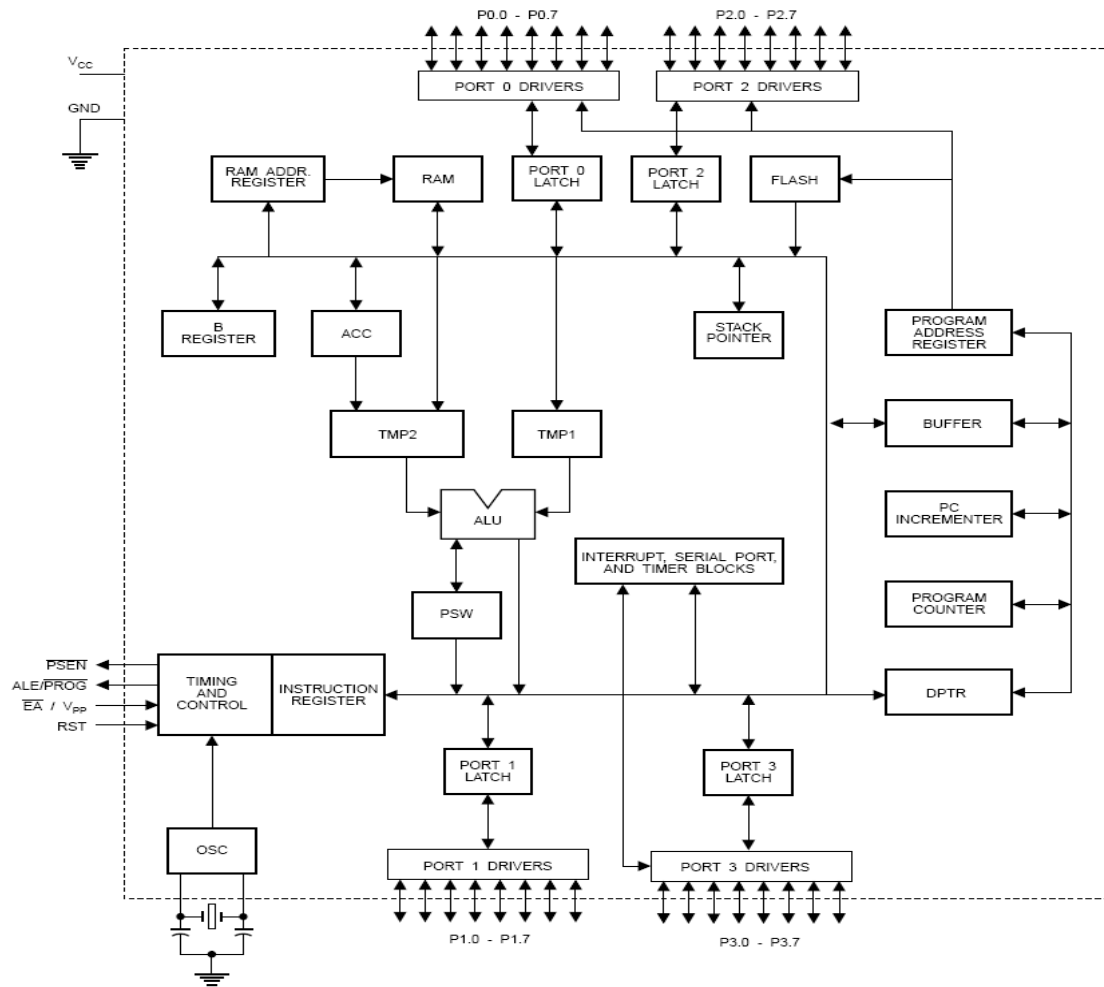 P0.0 - P0.7
P2.0 - P2.7
VCC
GND
PORT 0 DRIVERS
PORT 2 DRIVERS
RAM ADDR.
REGISTER
RAM
PORT 0
LATCH
PORT 2
LATCH
FLASH
B
REGISTER
ACC
STACK
POINTER
PROGRAM
ADDRESS
REGISTER
TMP2
TMP1
BUFFER
ALU
PC
INCREMENTER
INTERRUPT, SERIAL PORT,
AND TIMER BLOCKS
PSW
PROGRAM
COUNTER
PSEN
ALE/PROG
EA / VPP
RST
TIMING
AND
CONTROL
INSTRUCTION
REGISTER
DPTR
PORT 1
LATCH
PORT 3
LATCH
OSC
PORT 1 DRIVERS
PORT 3 DRIVERS
P1.0 - P1.7
P3.0 - P3.7